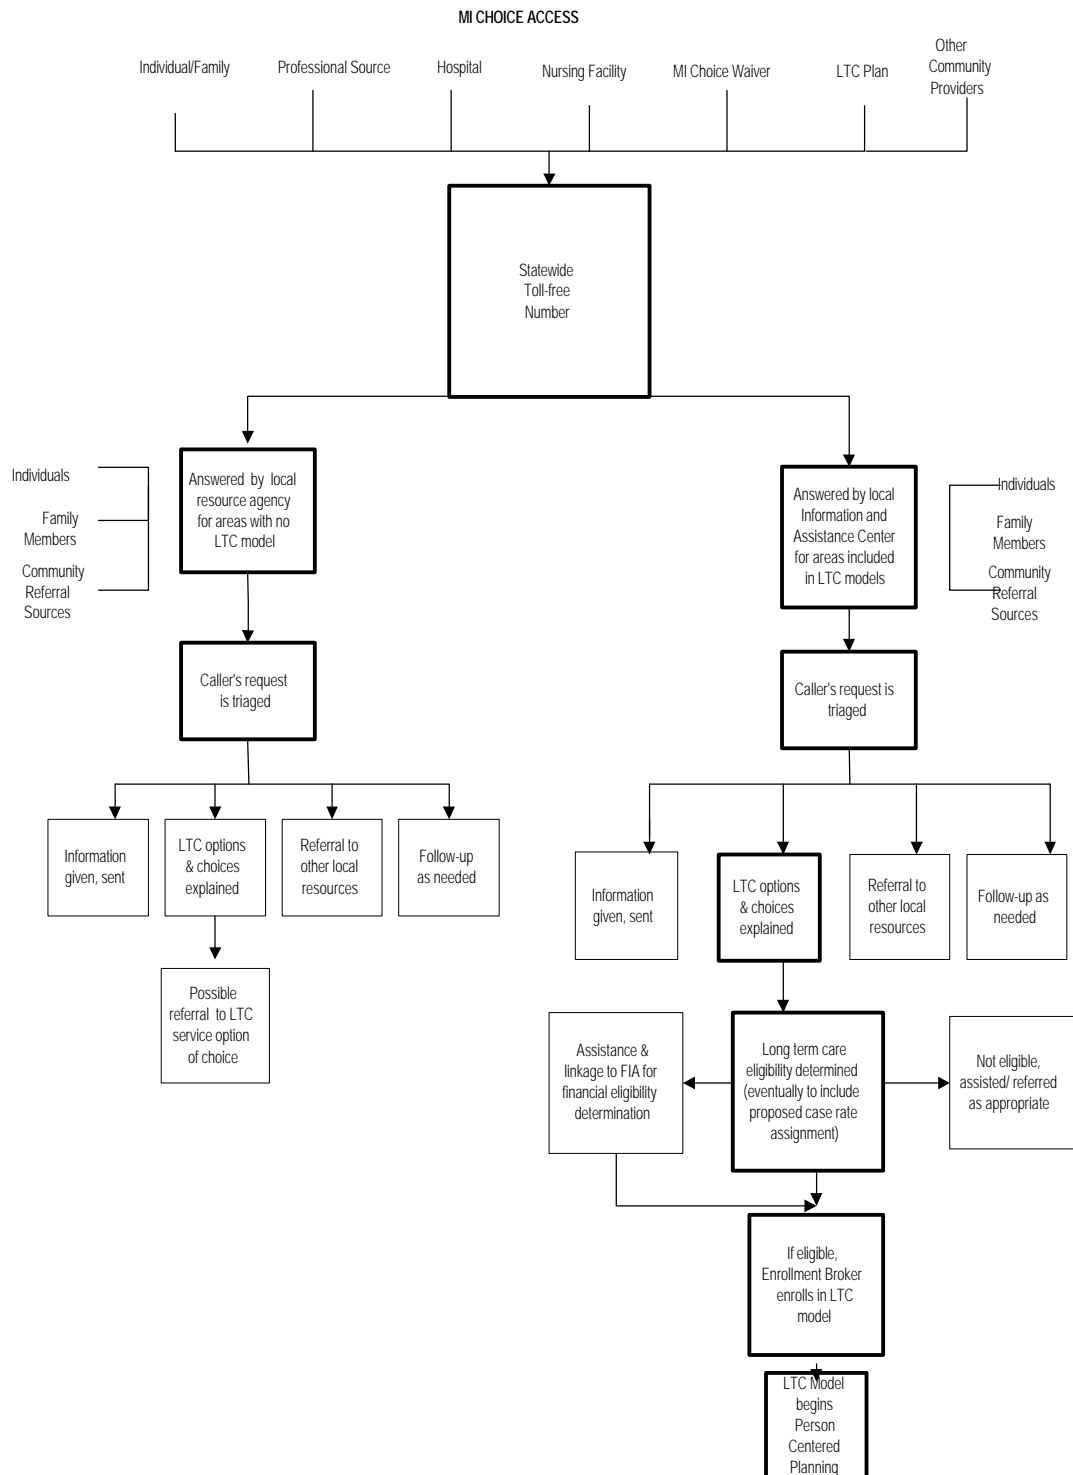 MI CHOICE ACCESS
Individual/Family
Professional Source
Hospital
Nursing Facility
MI Choice Waiver
LTC Plan
Other
Community
Providers
Statewide
Toll-free
Number
Individuals
Family
Members
Community
Referral
Sources
Answered by local
resource agency
for areas with no
LTC model
Answered by local
Information and
Assistance Center
for areas included
in LTC models
Individuals
Family
Members
Community
Referral
Sources
Caller's request
is triaged
Caller's request is
triaged
Information
given, sent
LTC options
& choices
explained
Referral to
other local
resources
Follow-up
as needed
Information
given, sent
LTC options
& choices
explained
Referral to
other local
resources
Follow-up as
needed
Possible
referral to LTC
service option
of choice
Assistance &
linkage to FIA for
financial eligibility
determination
Long term care
eligibility determined
(eventually to include
proposed case rate
assignment)
Not eligible,
assisted/ referred
as appropriate
If eligible,
Enrollment Broker
enrolls in LTC
model
LTC Model
begins
Person
Centered
Planning